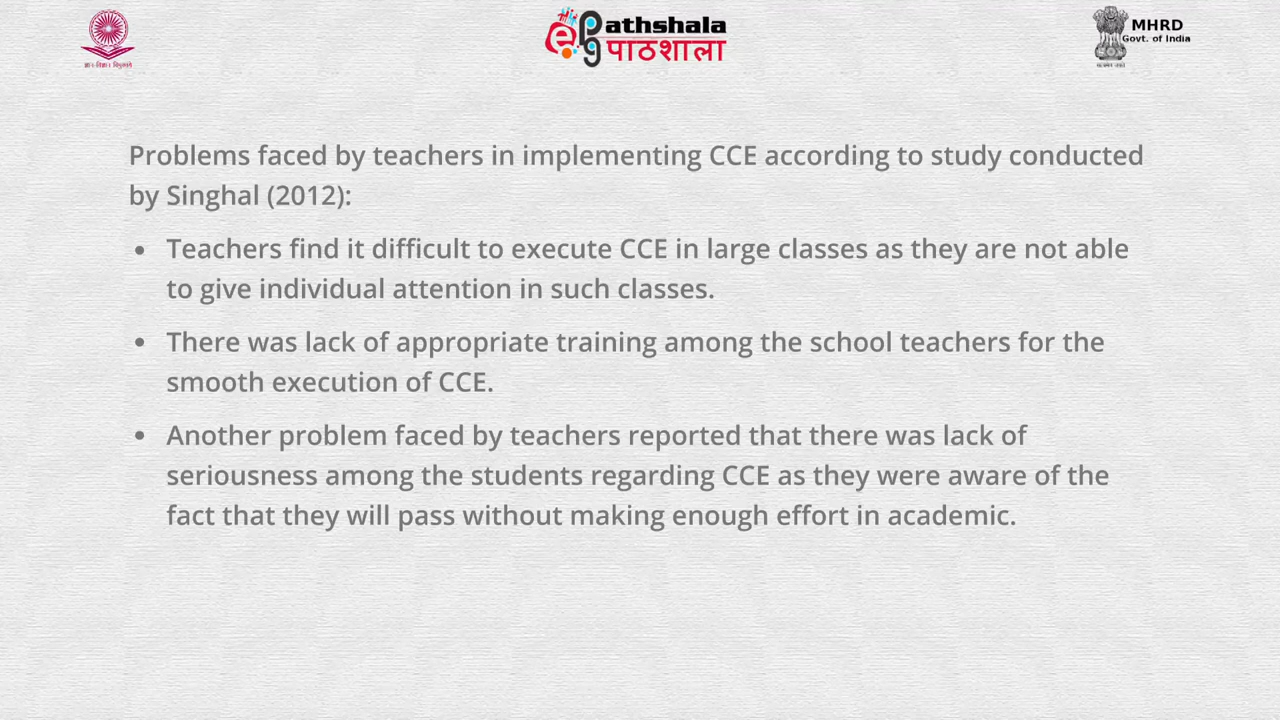 Pathshala
पाठशाला
MHRD
Govt. of India
Problems faced by teachers in implementing CCE according to study conducted
by Singhal (2012):
• Teachers find it difficult to execute CCE in large classes as they are not able
to give individual attention in such classes.
• There was lack of appropriate training among the school teachers for the
smooth execution of CCE.
• Another problem faced by teachers reported that there was lack of
seriousness among the students regarding CCE as they were aware of the
fact that they will pass without making enough effort in academic.